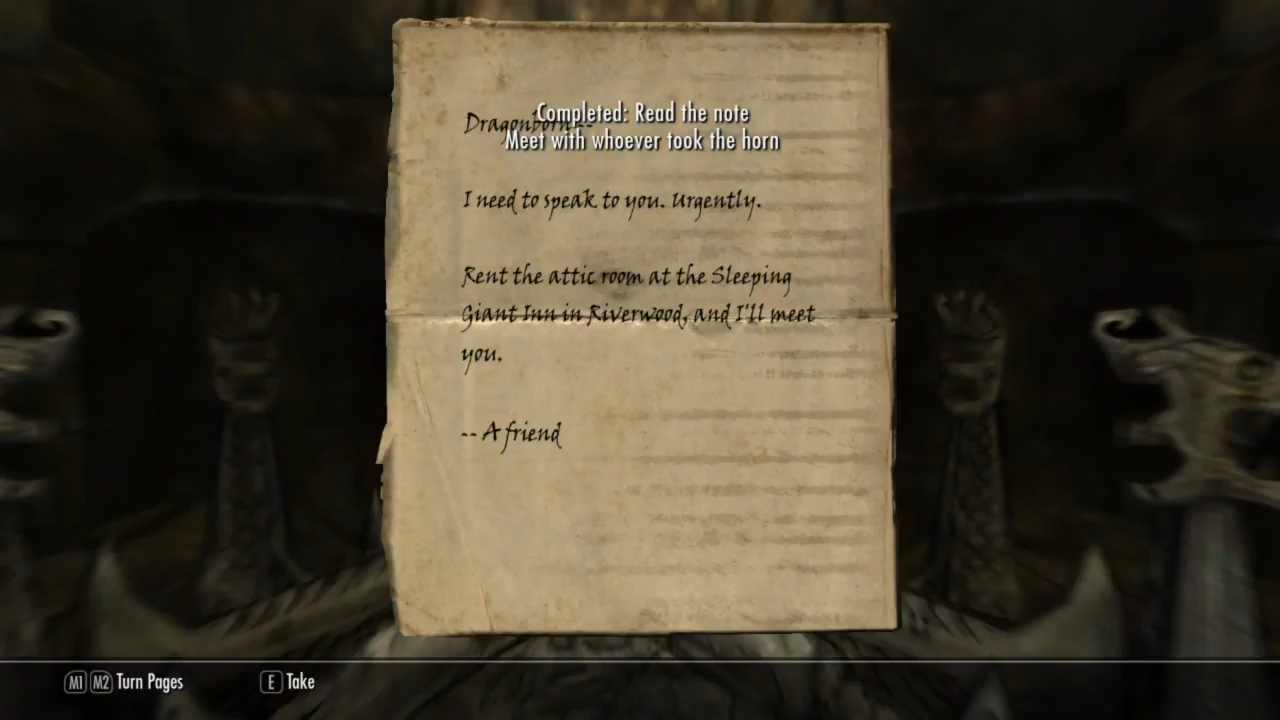 Completed: Read the note
Dragonborn--
Meet with whoever took the horn
I need to speak to you. Urgently.
Rent the attic room at the Sleeping
Giant Inn in Riverwood, and I'll meet
you.
-- A friend
M1 M2 Turn Pages
E Take